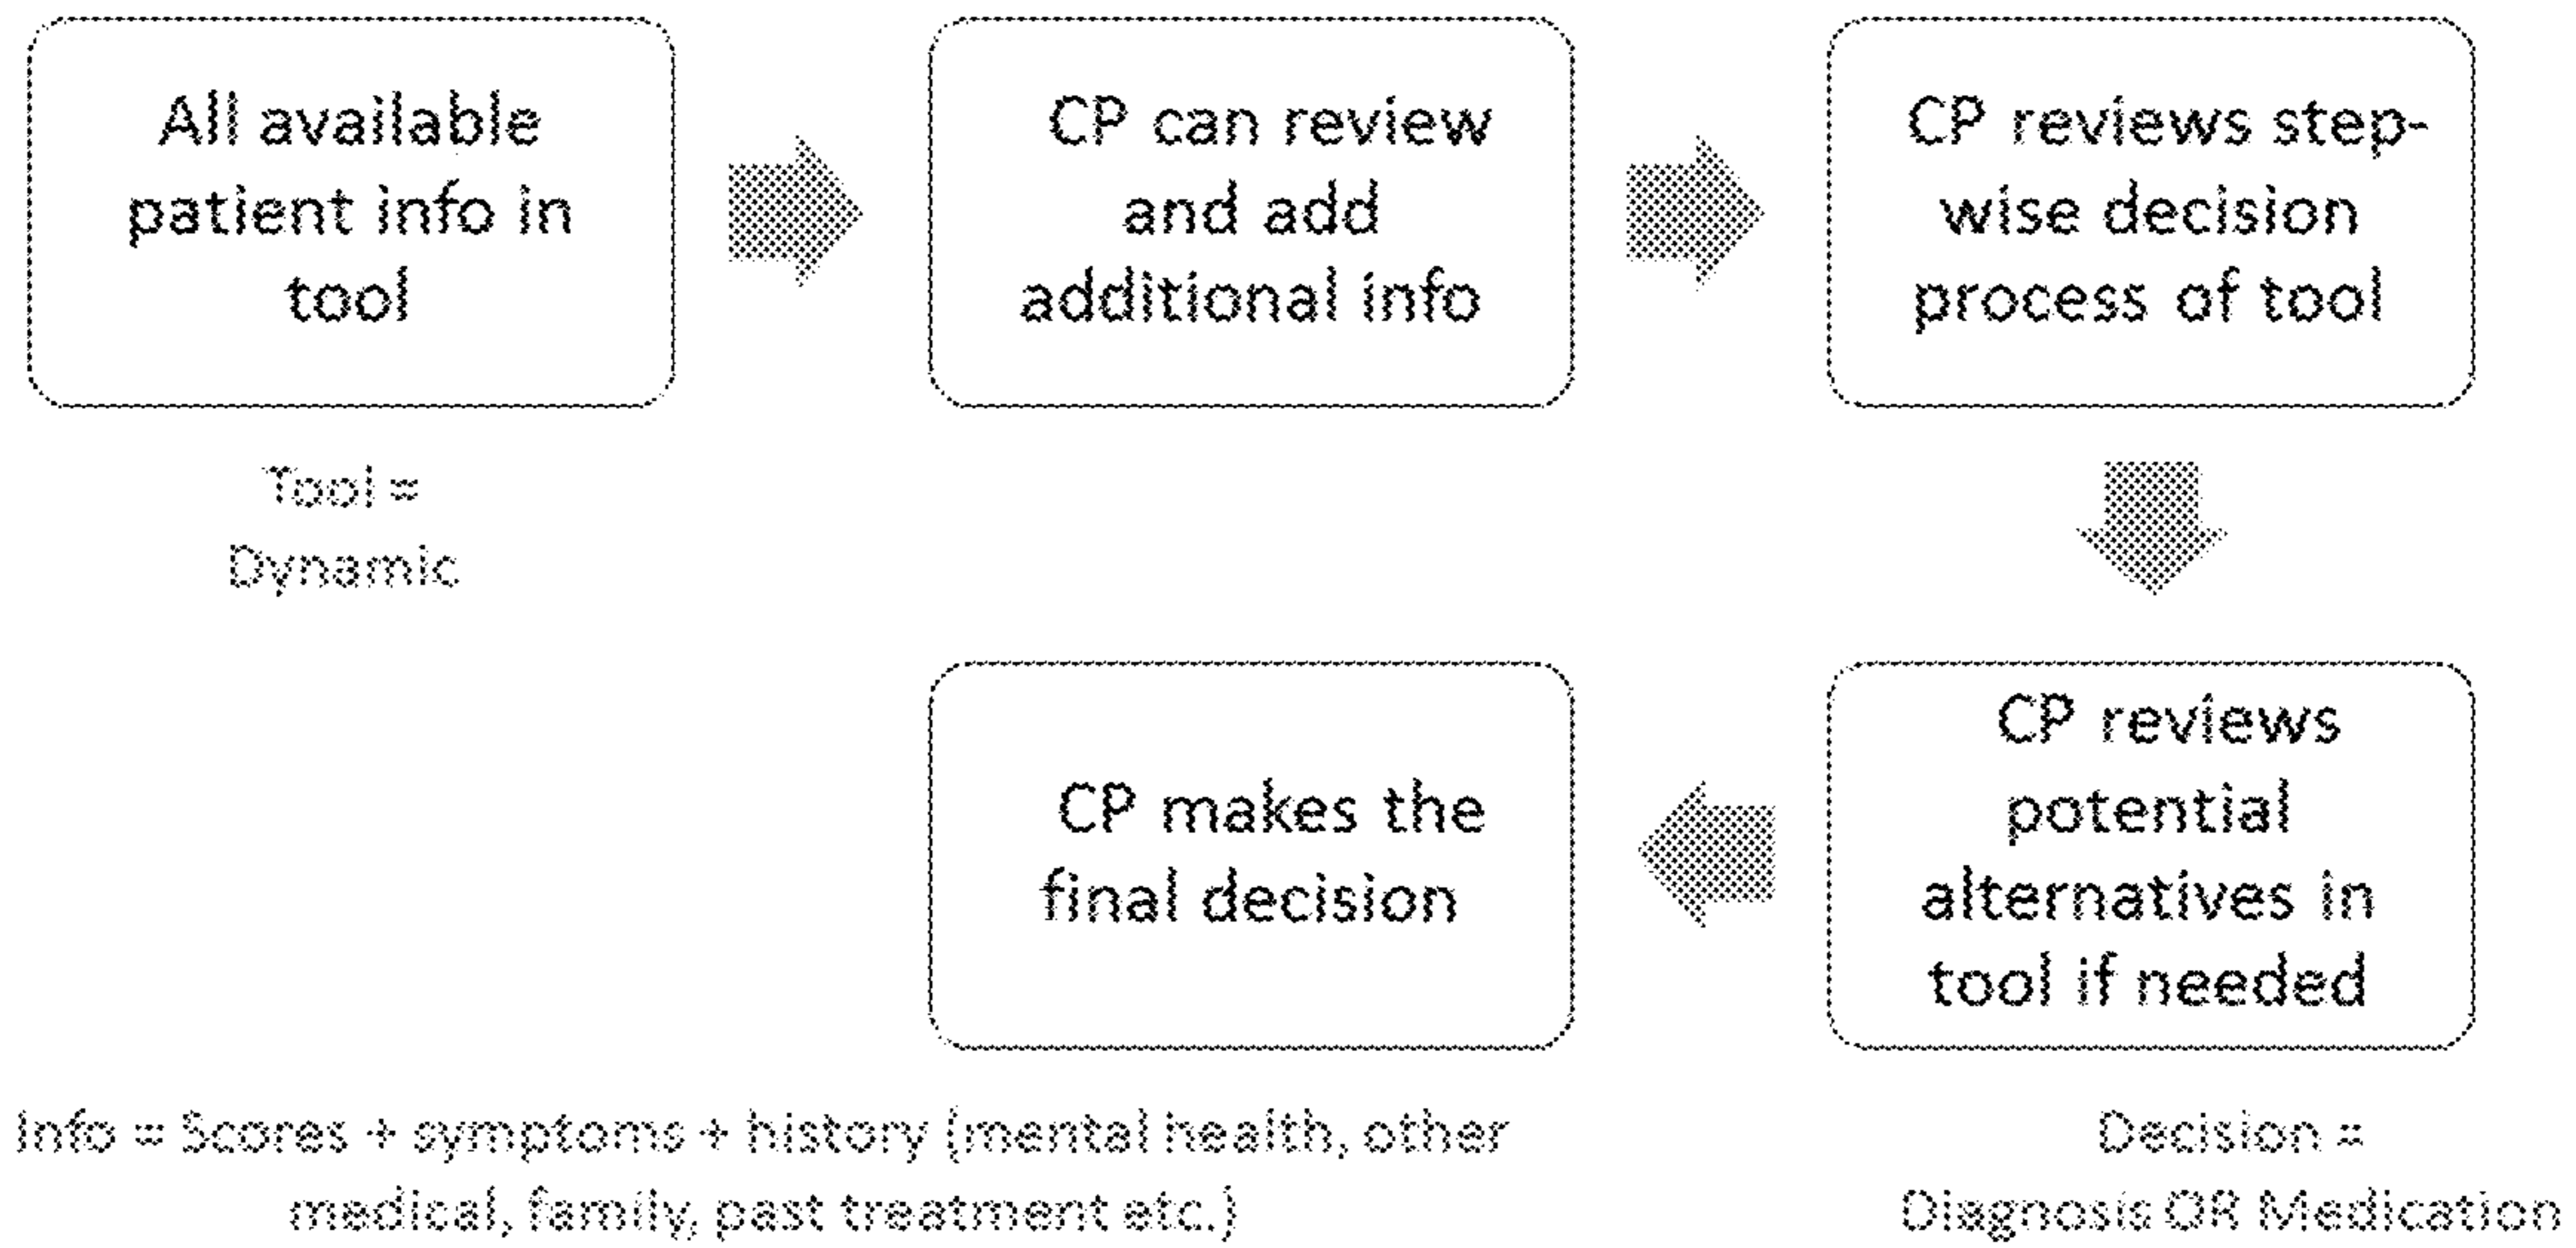 All available
patient info in
tool
CP can review
and add
additional info
CP reviews step-
wise decision
process of tool
Tool =
Dynamic
CP makes the
final decision
CP reviews
potential
alternatives in
tool if needed
Info = Scores + symptoms + history (mental health, other
medical, family, past treatment etc.)
Decision =
Diagnosis OR Medication